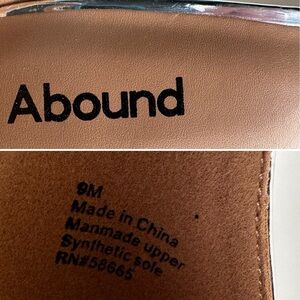 Abound
9M
Made in China
Manmade upper
Synthetic sole
RN#58665